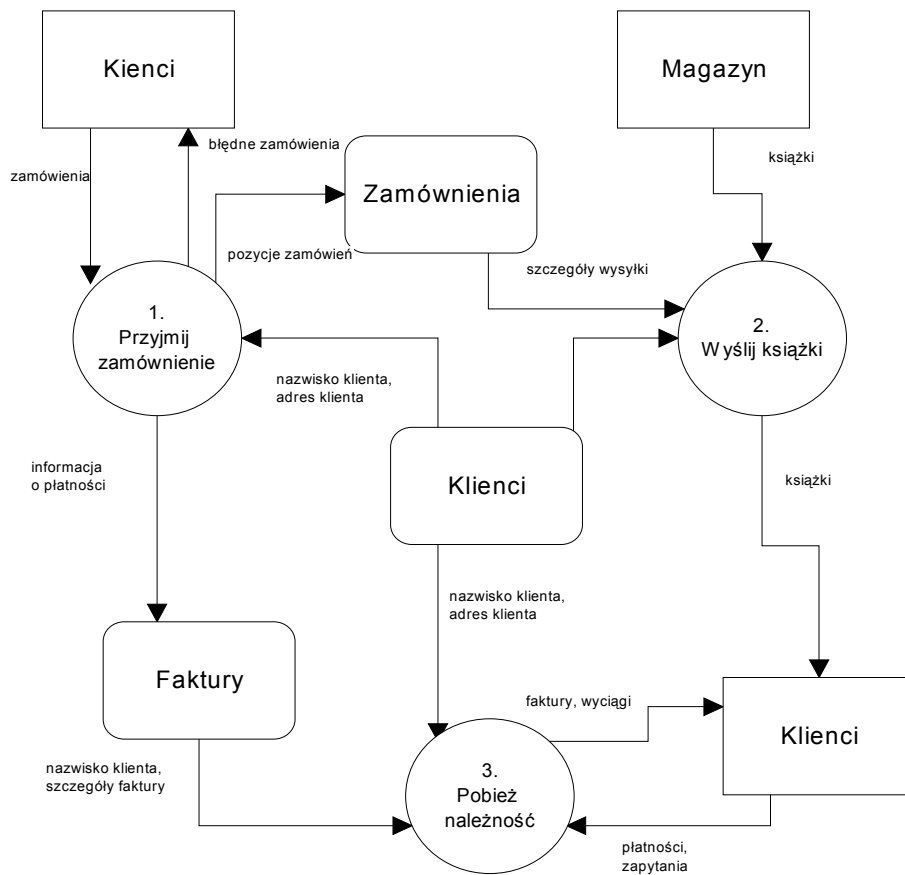 Kienci
Magazyn
błędne zamówienia
książki
zamówienia
Zamównienia
pozycje zamówień
szczegóły wysyłki
1.
Przyjmij
zamównienie
2.
Wyślij książki
nazwisko klienta,
adres klienta
informacja
o płatności
Klienci
książki
nazwisko klienta,
adres klienta
Faktury
faktury, wyciągi
Klienci
nazwisko klienta,
szczegóły faktury
3.
Pobież
należność
płatności,
zapytania